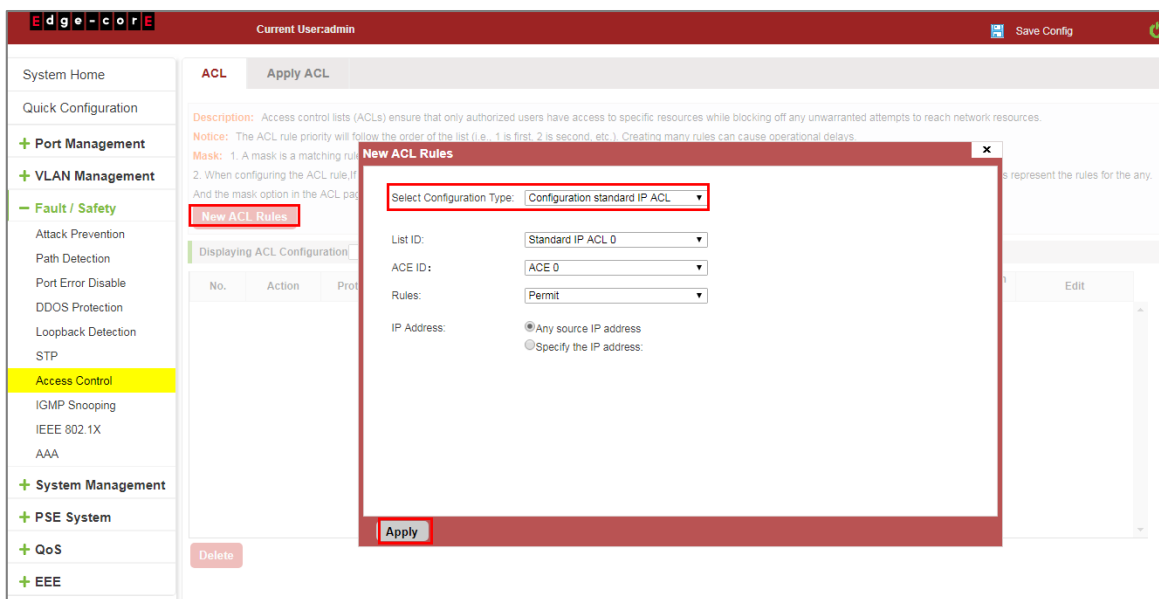 Edge-corE
Current User:admin
Save Config
System Home
Quick Configuration
+ Port Management
+ VLAN Management
− Fault / Safety
Attack Prevention
Path Detection
Port Error Disable
DDOS Protection
Loopback Detection
STP
Access Control
IGMP Snooping
IEEE 802.1X
AAA
+ System Management
+ PSE System
+ QoS
+ EEE
ACL Apply ACL
Description: Access control lists (ACLs) ensure that only authorized users have access to specific resources while blocking off any unwarranted attempts to reach network resources.
Notice: The ACL rule priority will follow the order of the list (i.e., 1 is first, 2 is second, etc.). Creating many rules can cause operational delays.
Mask: 1. A mask is a matching rule
2. When configuring the ACL rule,If
s represent the rules for the any.
And the mask option in the ACL pag
New ACL Rules
Displaying ACL Configuration
No. Action Prot Edit
Delete
New ACL Rules x
Select Configuration Type: Configuration standard IP ACL
List ID: Standard IP ACL 0
ACE ID: ACE 0
Rules: Permit
IP Address: Any source IP address
Specify the IP address:
Apply